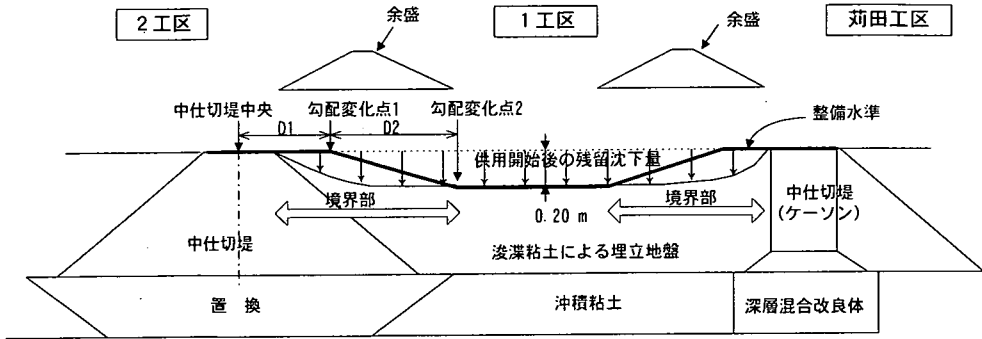 2工区
余盛
1工区
余盛
苅田工区
中仕切堤中央
勾配変化点1
勾配変化点2
整備水準
D1
D2
供用開始後の残留沈下量
境界部
0.20 m
境界部
中仕切堤
(ケーソン)
中仕切堤
浚渫粘土による埋立地盤
置 換
沖積粘土
深層混合改良体